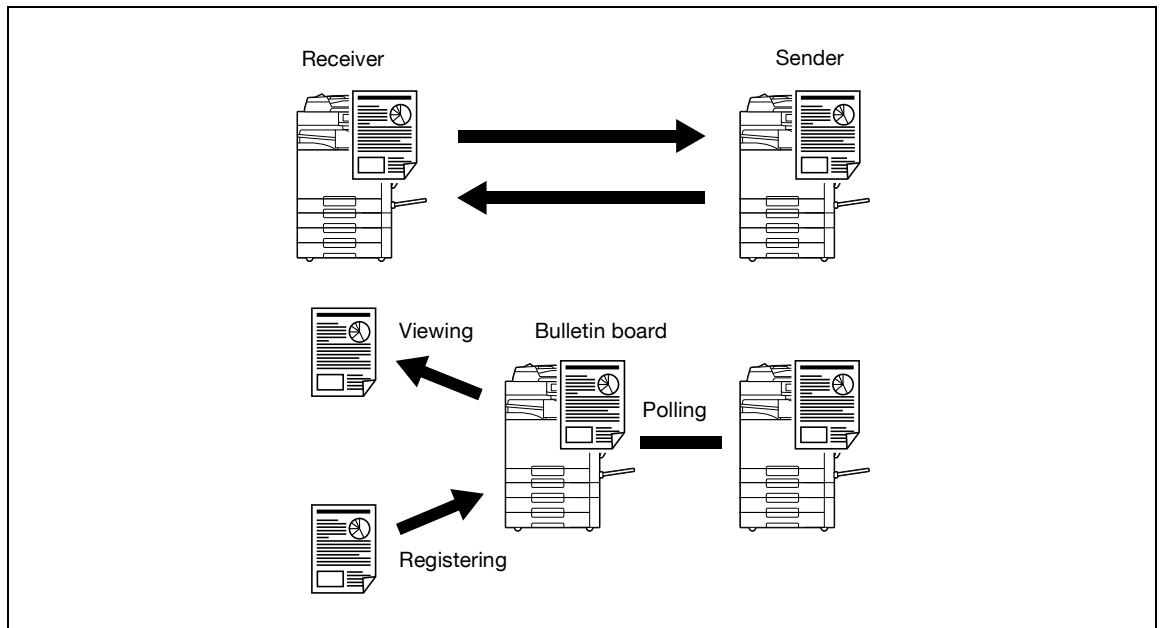 Receiver
Sender
Viewing
Bulletin board
Polling
Registering